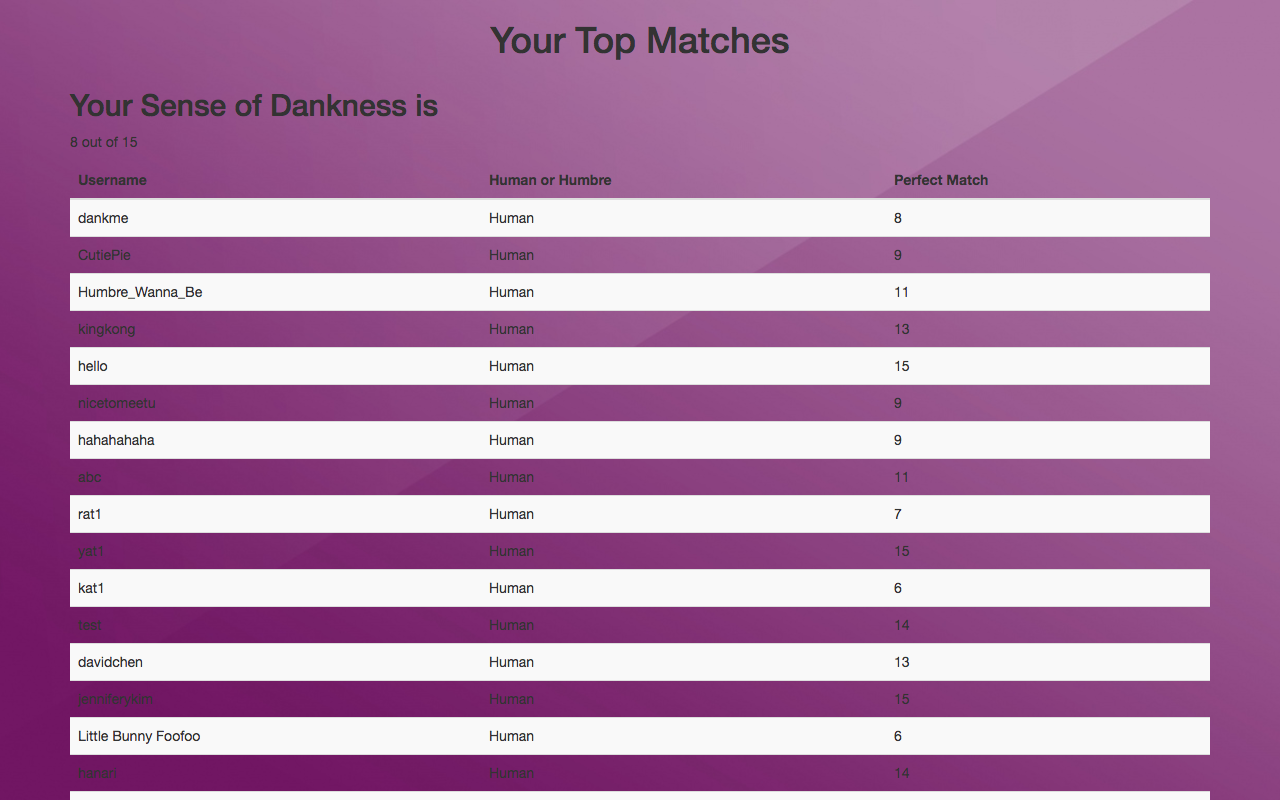 Your Top Matches
Your Sense of Dankness is
8 out of 15
Username Human or Humbre Perfect Match
dankme Human 8
CutiePie Human 9
Humbre_Wanna_Be Human 11
kingkong Human 13
hello Human 15
nicetomeetu Human 9
hahahahaha Human 9
abc Human 11
rat1 Human 7
yat1 Human 15
kat1 Human 6
test Human 14
davidchen Human 13
Human 15
Little Bunny Foofoo Human 6
Human 14